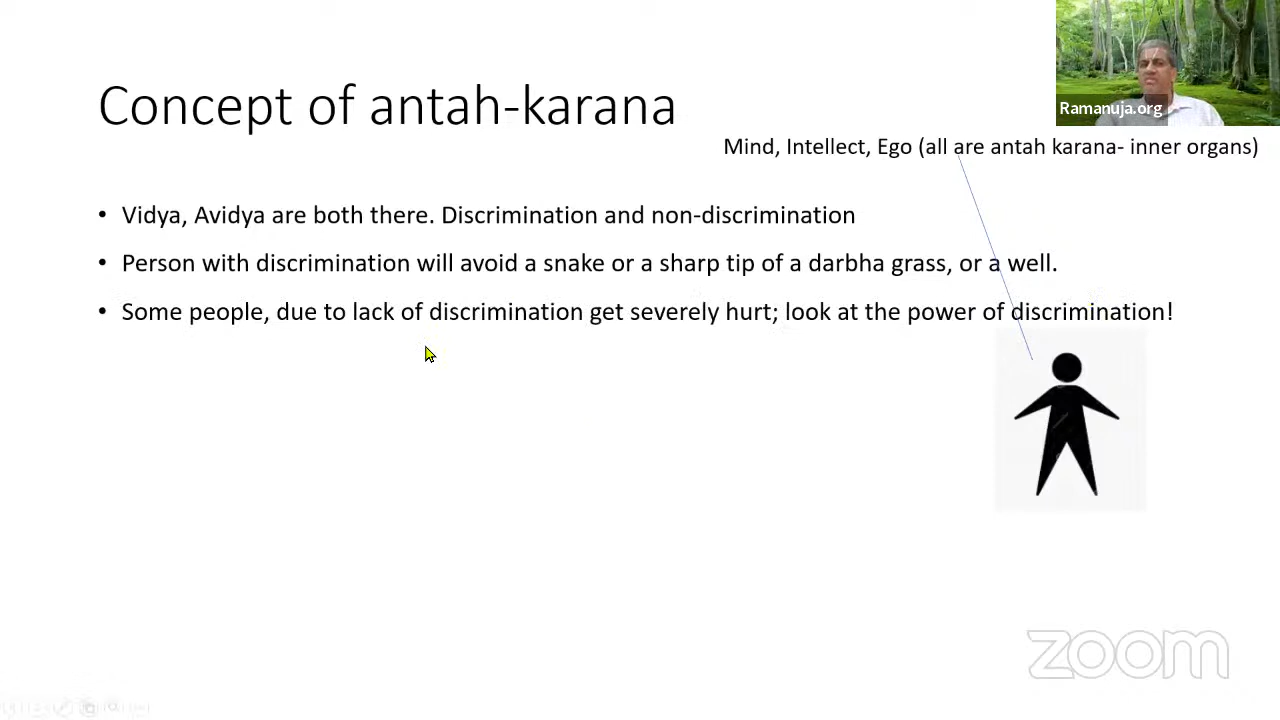 Concept of antah-karana
Ramanuja.org
Mind, Intellect, Ego (all are antah karana- inner organs)
• Vidya, Avidya are both there. Discrimination and non-discrimination
• Person with discrimination will avoid a snake or a sharp tip of a darbha grass, or a well.
• Some people, due to lack of discrimination get severely hurt; look at the power of discrimination!
zoom